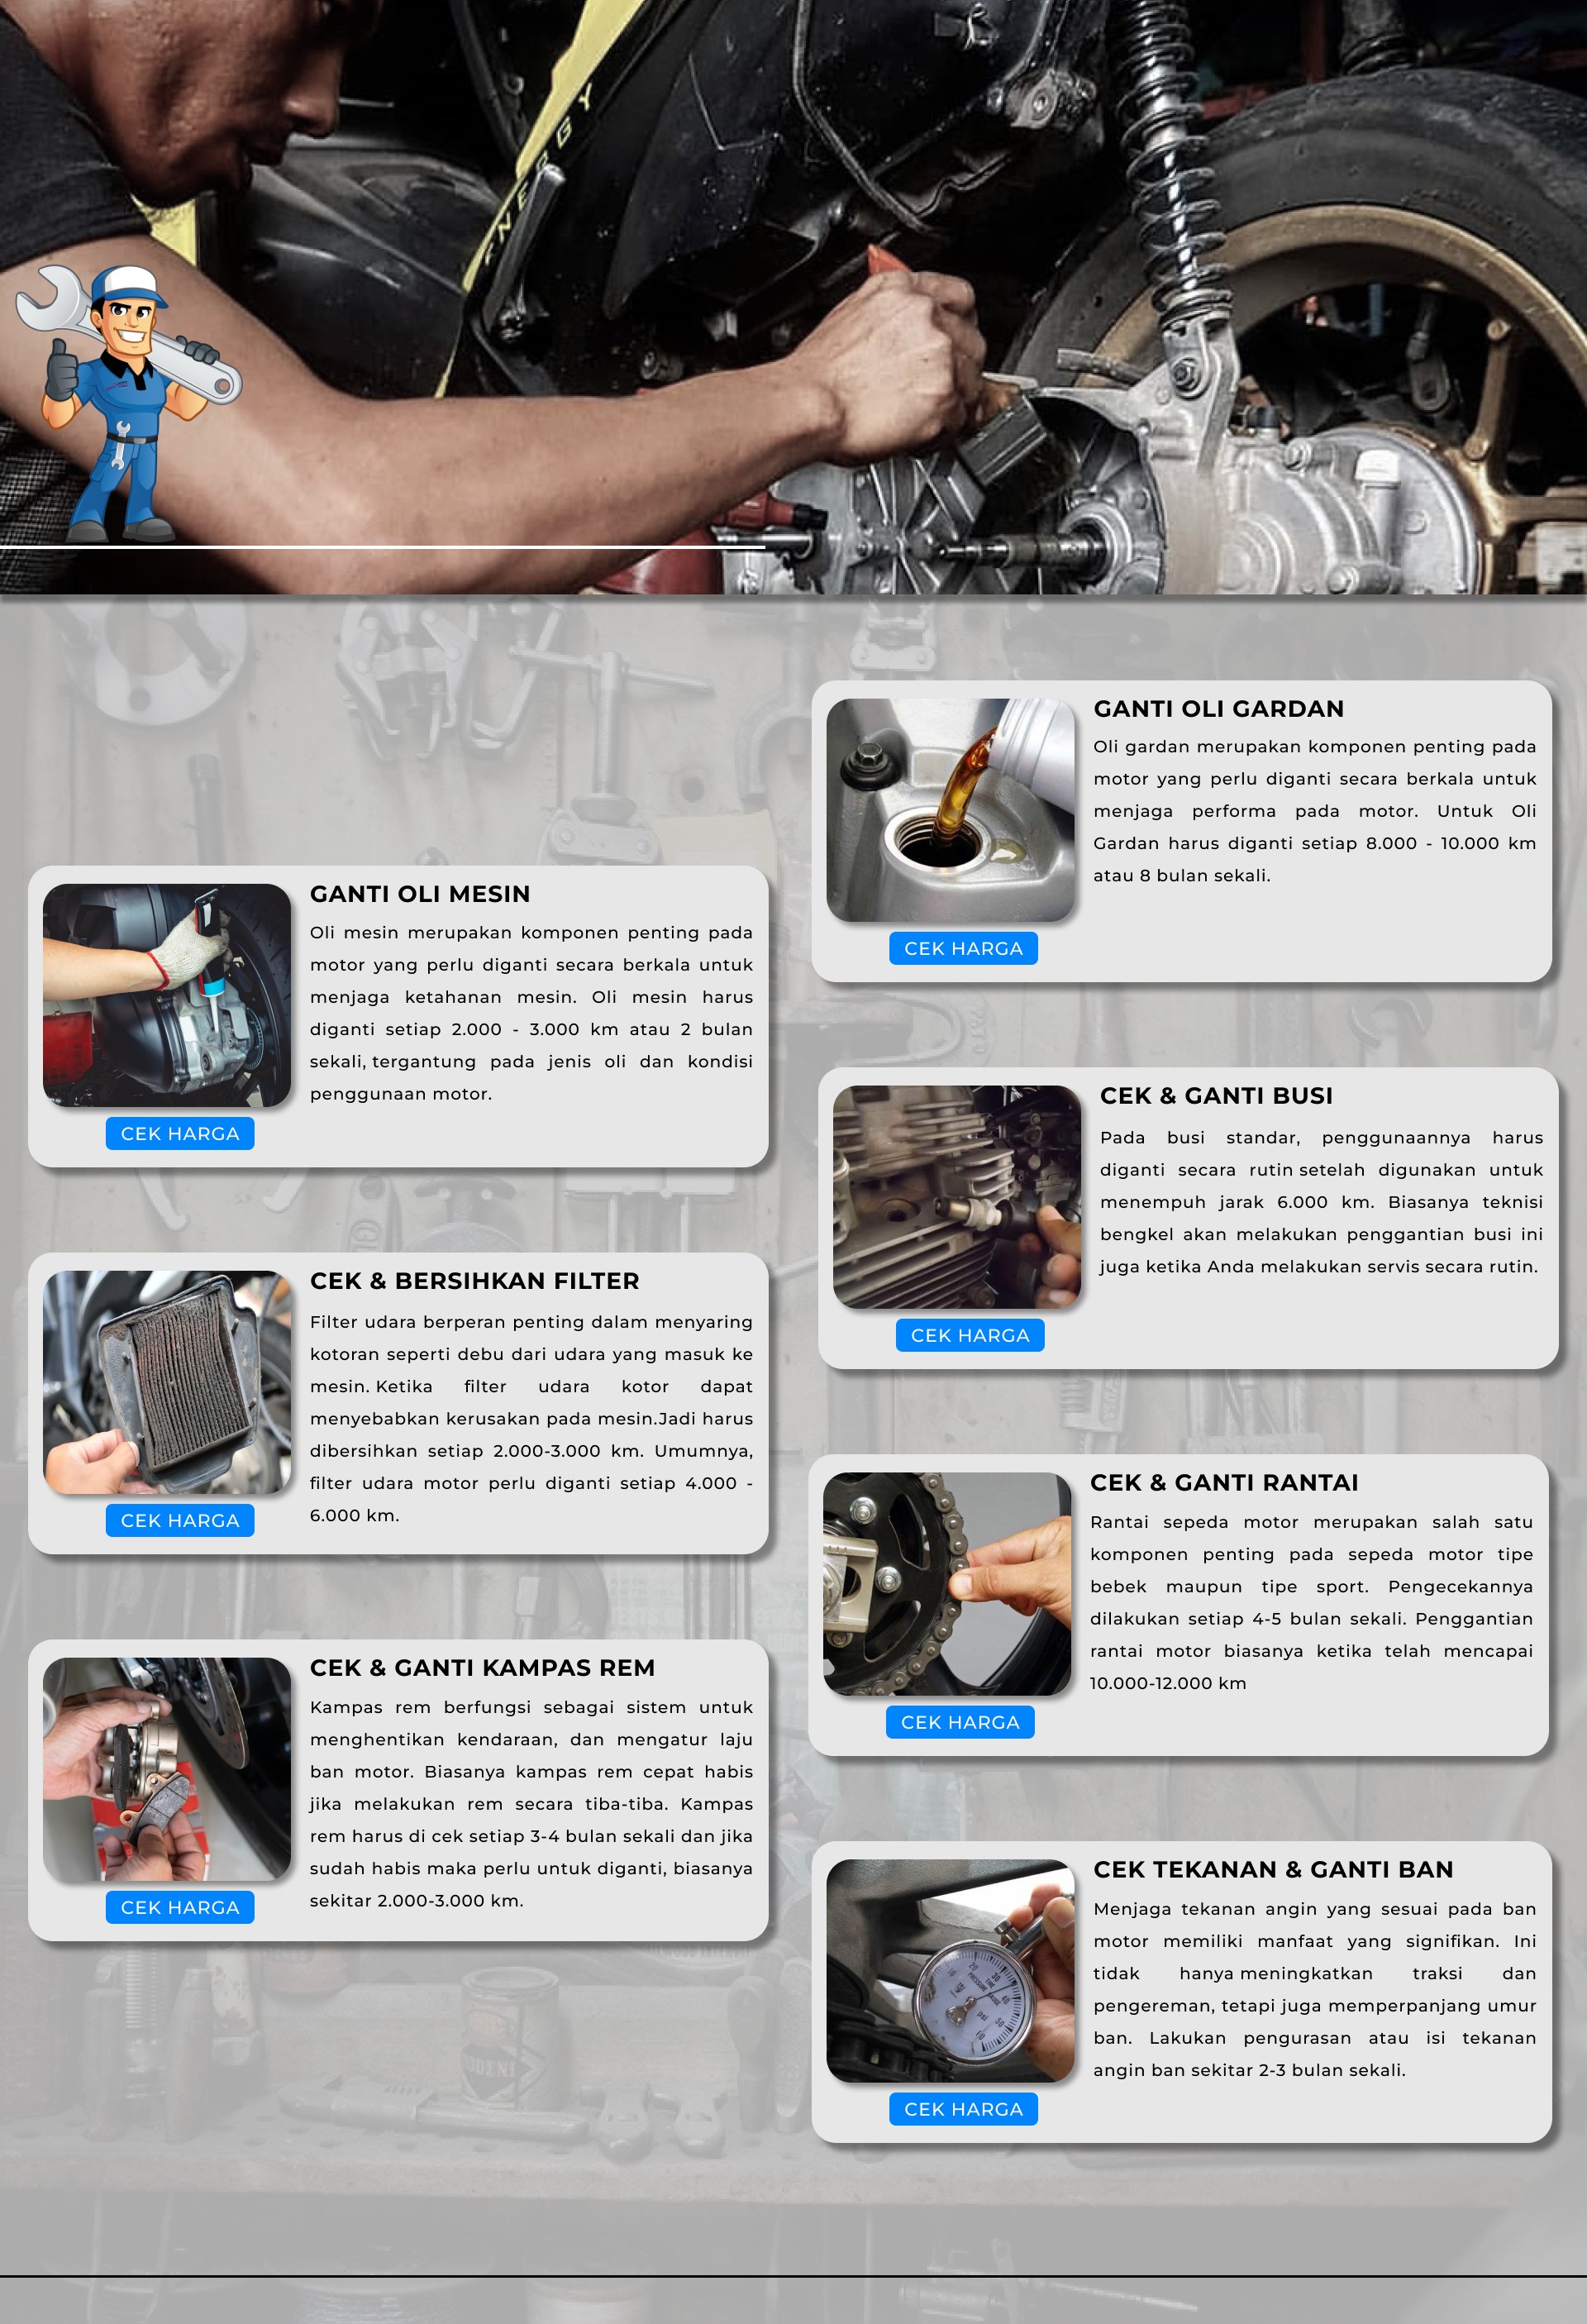 ENERGY
GANTI OLI GARDAN
Oli gardan merupakan komponen penting pada
motor yang perlu diganti secara berkala untuk
menjaga performa pada motor. Untuk Oli
Gardan harus diganti setiap 8.000 - 10.000 km
atau 8 bulan sekali.
CEK HARGA
GANTI OLI MESIN
Oli mesin merupakan komponen penting pada
motor yang perlu diganti secara berkala untuk
menjaga ketahanan mesin. Oli mesin harus
diganti setiap 2.000 - 3.000 km atau 2 bulan
sekali, tergantung pada jenis oli dan kondisi
penggunaan motor.
CEK HARGA
CEK & GANTI BUSI
Pada busi standar, penggunaannya harus
diganti secara rutin setelah digunakan untuk
menempuh jarak 6.000 km. Biasanya teknisi
bengkel akan melakukan penggantian busi ini
juga ketika Anda melakukan servis secara rutin.
CEK HARGA
CEK & BERSIHKAN FILTER
Filter udara berperan penting dalam menyaring
kotoran seperti debu dari udara yang masuk ke
mesin. Ketika filter udara kotor dapat
menyebabkan kerusakan pada mesin.Jadi harus
dibersihkan setiap 2.000-3.000 km. Umumnya,
filter udara motor perlu diganti setiap 4.000 -
6.000 km.
CEK HARGA
CEK & GANTI RANTAI
Rantai sepeda motor merupakan salah satu
komponen penting pada sepeda motor tipe
bebek maupun tipe sport. Pengecekannya
dilakukan setiap 4-5 bulan sekali. Penggantian
rantai motor biasanya ketika telah mencapai
10.000-12.000 km
CEK HARGA
CEK & GANTI KAMPAS REM
Kampas rem berfungsi sebagai sistem untuk
menghentikan kendaraan, dan mengatur laju
ban motor. Biasanya kampas rem cepat habis
jika melakukan rem secara tiba-tiba. Kampas
rem harus di cek setiap 3-4 bulan sekali dan jika
sudah habis maka perlu untuk diganti, biasanya
sekitar 2.000-3.000 km.
CEK HARGA
CEK TEKANAN & GANTI BAN
Menjaga tekanan angin yang sesuai pada ban
motor memiliki manfaat yang signifikan. Ini
tidak hanya meningkatkan traksi dan
pengereman, tetapi juga memperpanjang umur
ban. Lakukan pengurasan atau isi tekanan
angin ban sekitar 2-3 bulan sekali.
CEK HARGA